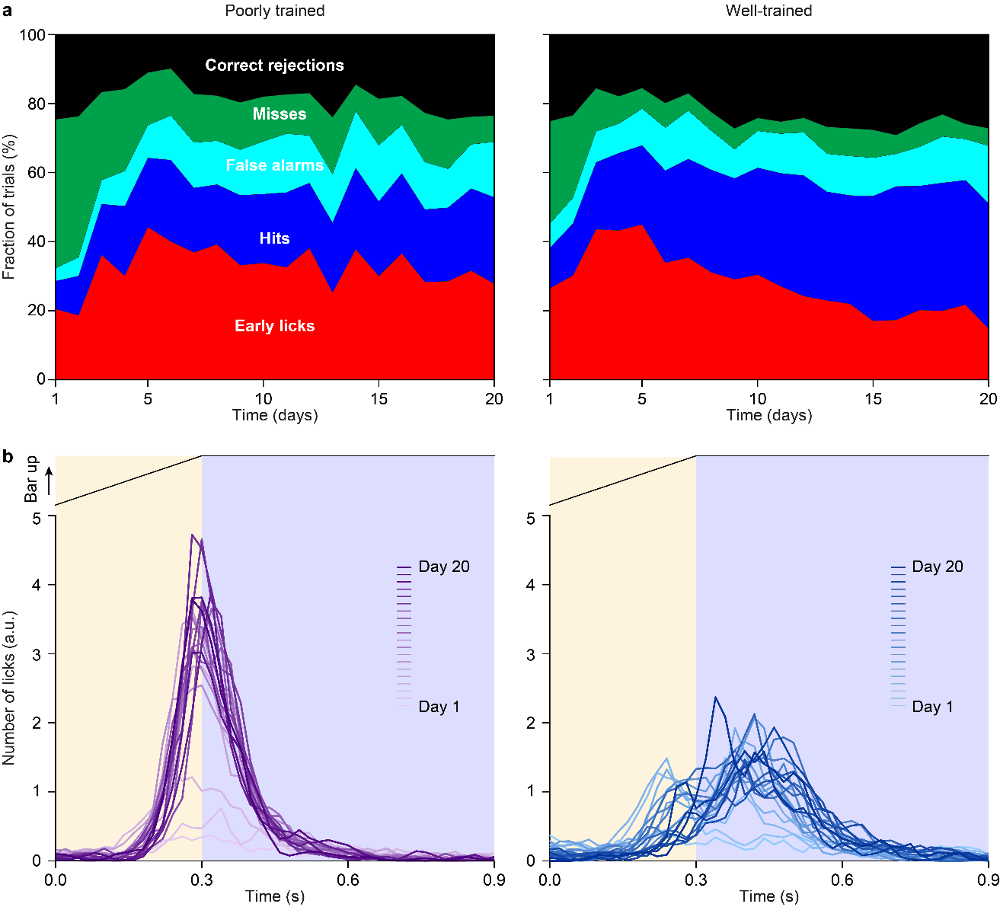 a
Poorly trained
Well-trained
Fraction of trials (%)
100
80
60
40
20
0
Correct rejections
Misses
False alarms
Hits
Early licks
1 5 10 15 20
Time (days)
1 5 10 15 20
Time (days)
b
Bar up
Number of licks (a.u.)
5
4
3
2
1
0
Day 20
Day 1
0.0 0.3 0.6 0.9
Time (s)
5
4
3
2
1
0
Day 20
Day 1
0.0 0.3 0.6 0.9
Time (s)